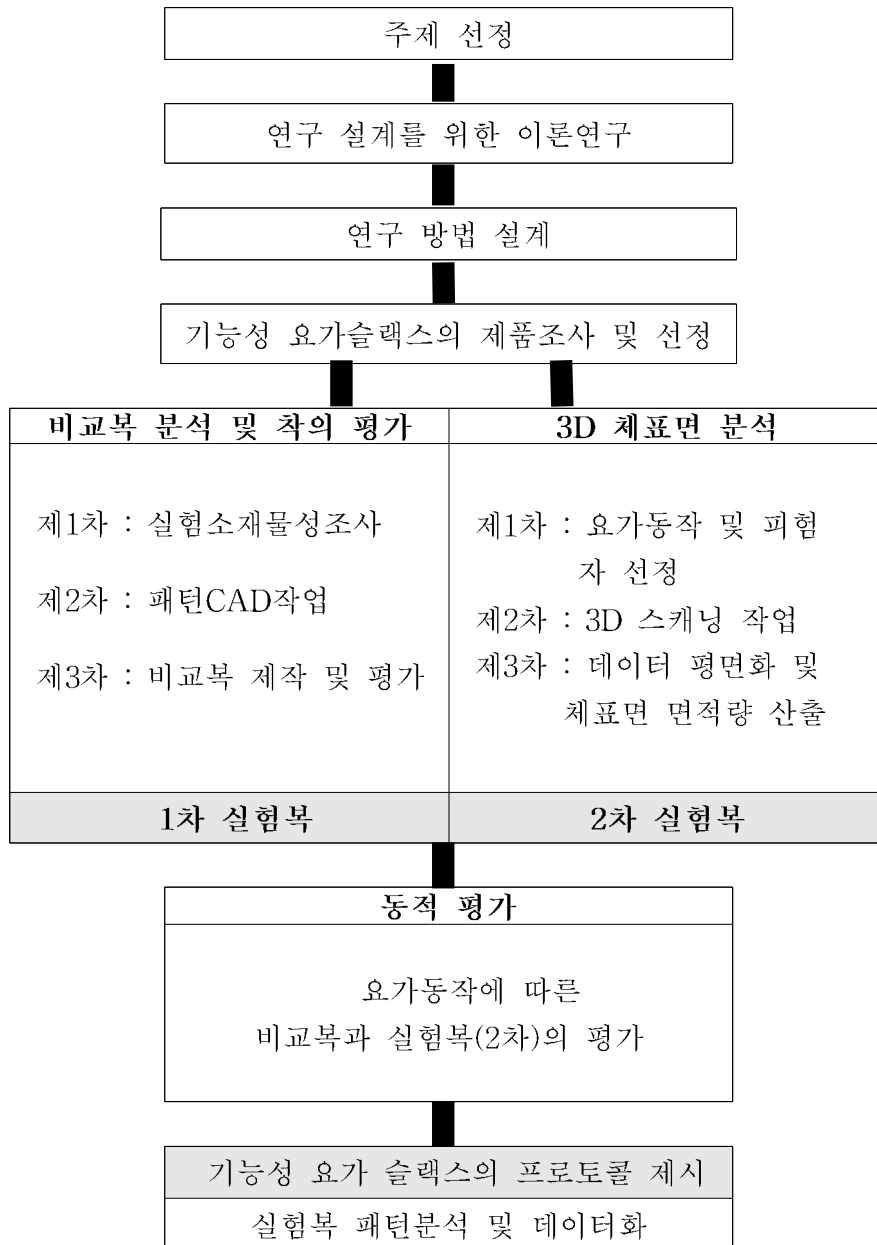 주제 선정
연구 설계를 위한 이론연구
연구 방법 설계
기능성 요가슬랙스의 제품조사 및 선정
비교복 분석 및 착의 평가
제1차 : 실험소재물성조사
제2차 : 패턴CAD작업
제3차 : 비교복 제작 및 평가
1차 실험복
3D 체표면 분석
제1차 : 요가동작 및 피험
자 선정
제2차 : 3D 스캐닝 작업
제3차 : 데이터 평면화 및
체표면 면적량 산출
2차 실험복
동적 평가
요가동작에 따른
비교복과 실험복(2차)의 평가
기능성 요가 슬랙스의 프로토콜 제시
실험복 패턴분석 및 데이터화